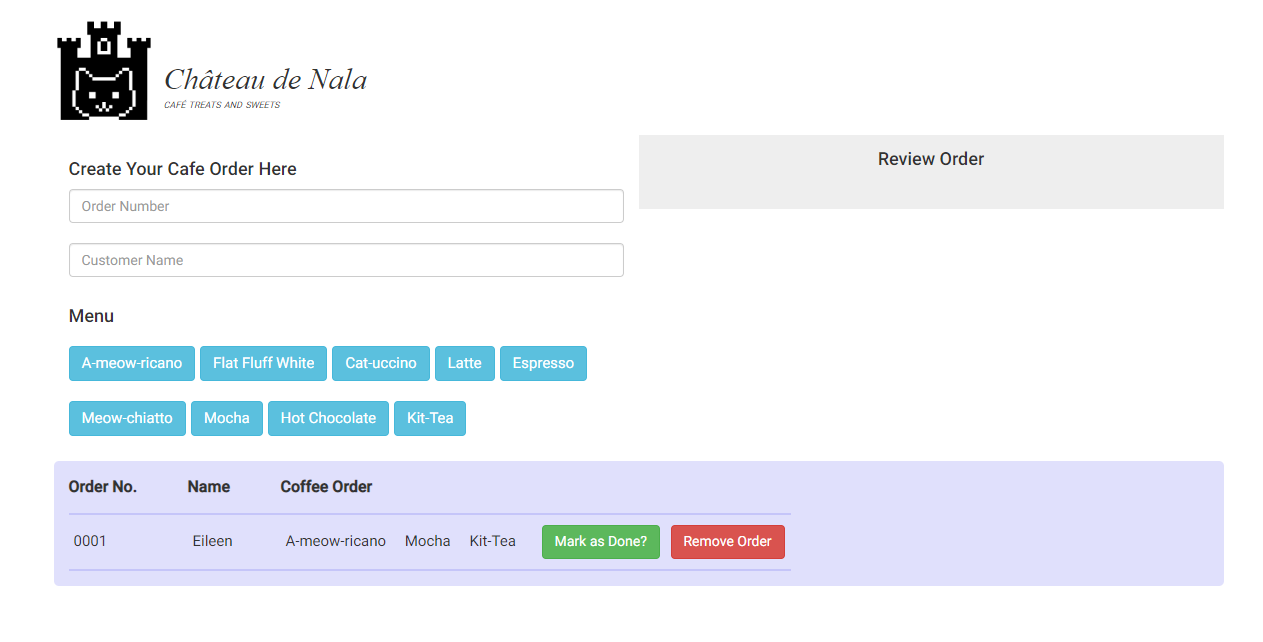 Château de Nala
CAFÉ TREATS AND SWEETS
Create Your Cafe Order Here
Order Number
Customer Name
Review Order
Menu
A-meow-ricano Flat Fluff White Cat-uccino Latte Espresso
Meow-chiatto Mocha Hot Chocolate Kit-Tea
Order No. Name Coffee Order
0001 Eileen A-meow-ricano Mocha Kit-Tea Mark as Done? Remove Order